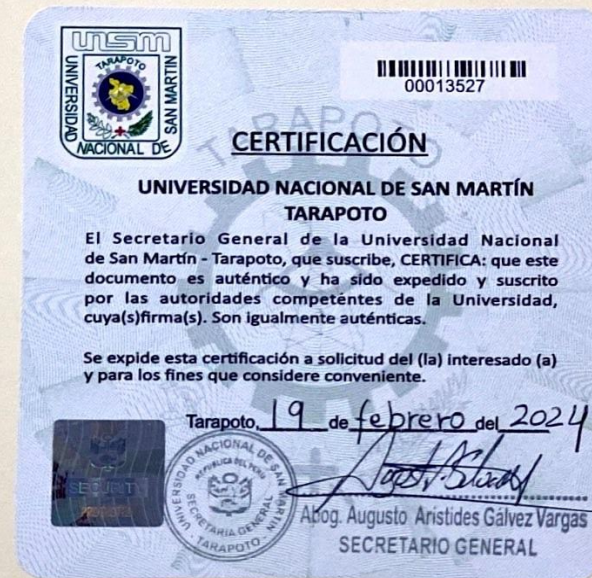 UNSM
TARAPOTO
UNIVERSIDAD NACIONAL DE SAN MARTIN
00013527
TARAPOTO
CERTIFICACIÓN
UNIVERSIDAD NACIONAL DE SAN MARTÍN
TARAPOTO
El Secretario General de la Universidad Nacional
de San Martín - Tarapoto, que suscribe, CERTIFICA: que este
documento es auténtico y ha sido expedido y suscrito
por las autoridades competentes de la Universidad,
cuya(s)firma(s). Son igualmente auténticas.
Se expide esta certificación a solicitud del (la) interesado (a)
y para los fines que considere conveniente.
Tarapoto, 19 de febrero del 2024
SECURITY
UNIVERSIDAD NACIONAL DE SAN MARTIN
REPUBLICA DEL PERU
SECRETARIA GENERAL
- TARAPOTO -
Abog. Augusto Arístides Gálvez Vargas
SECRETARIO GENERAL